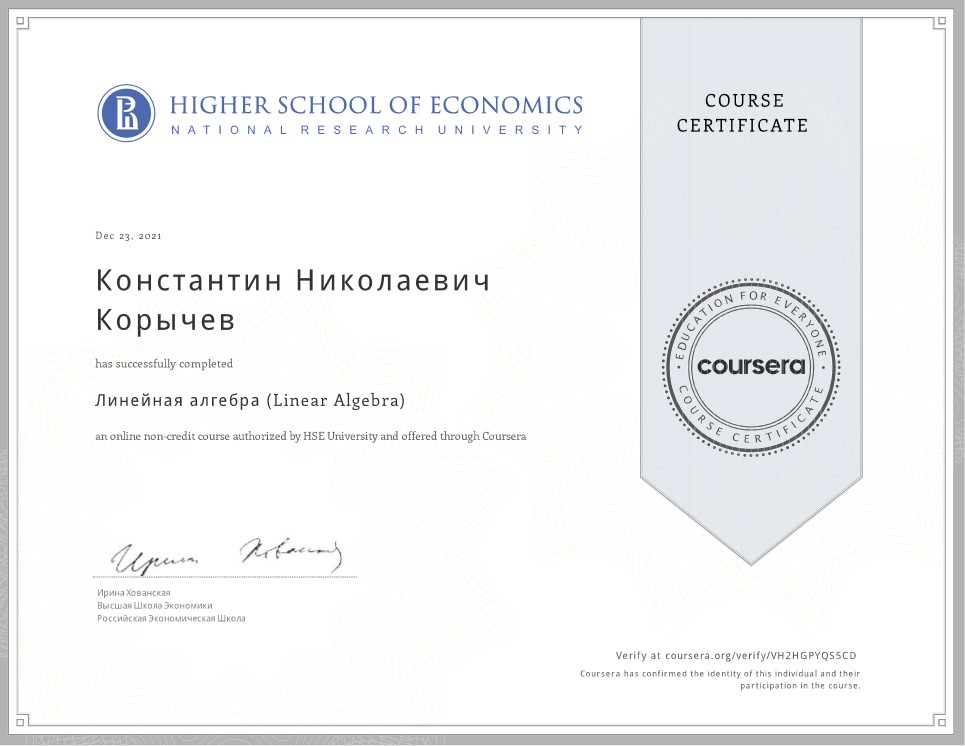 HIGHER SCHOOL OF ECONOMICS
NATIONAL RESEARCH UNIVERSITY
COURSE
CERTIFICATE
Dec 23, 2021
Константин Николаевич
Корычев
has successfully completed
Линейная алгебра (Linear Algebra)
an online non-credit course authorized by HSE University and offered through Coursera
EDUCATION FOR EVERYONE
coursera
COURSE CERTIFICATE
Ирина Хованская
Ирина Хованская
Высшая Школа Экономики
Российская Экономическая Школа
Verify at coursera.org/verify/VH2HGPYQS5CD
Coursera has confirmed the identity of this individual and their
participation in the course.